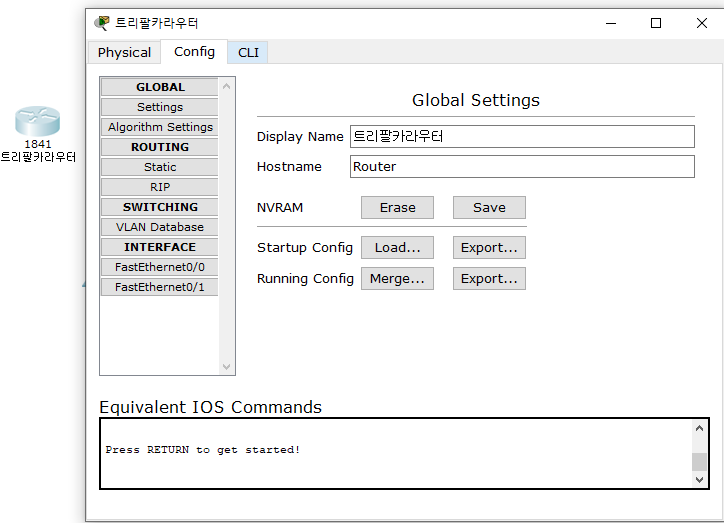 트리팔카라우터
Physical
Config
CLI
1841
트리팔카라우터
GLOBAL
Settings
Algorithm Settings
ROUTING
Static
RIP
SWITCHING
VLAN Database
INTERFACE
FastEthernet0/0
FastEthernet0/1
Global Settings
Display Name 트리팔카라우터
Hostname Router
NVRAM Erase Save
Startup Config Load... Export...
Running Config Merge... Export...
Equivalent IOS Commands
Press RETURN to get started!